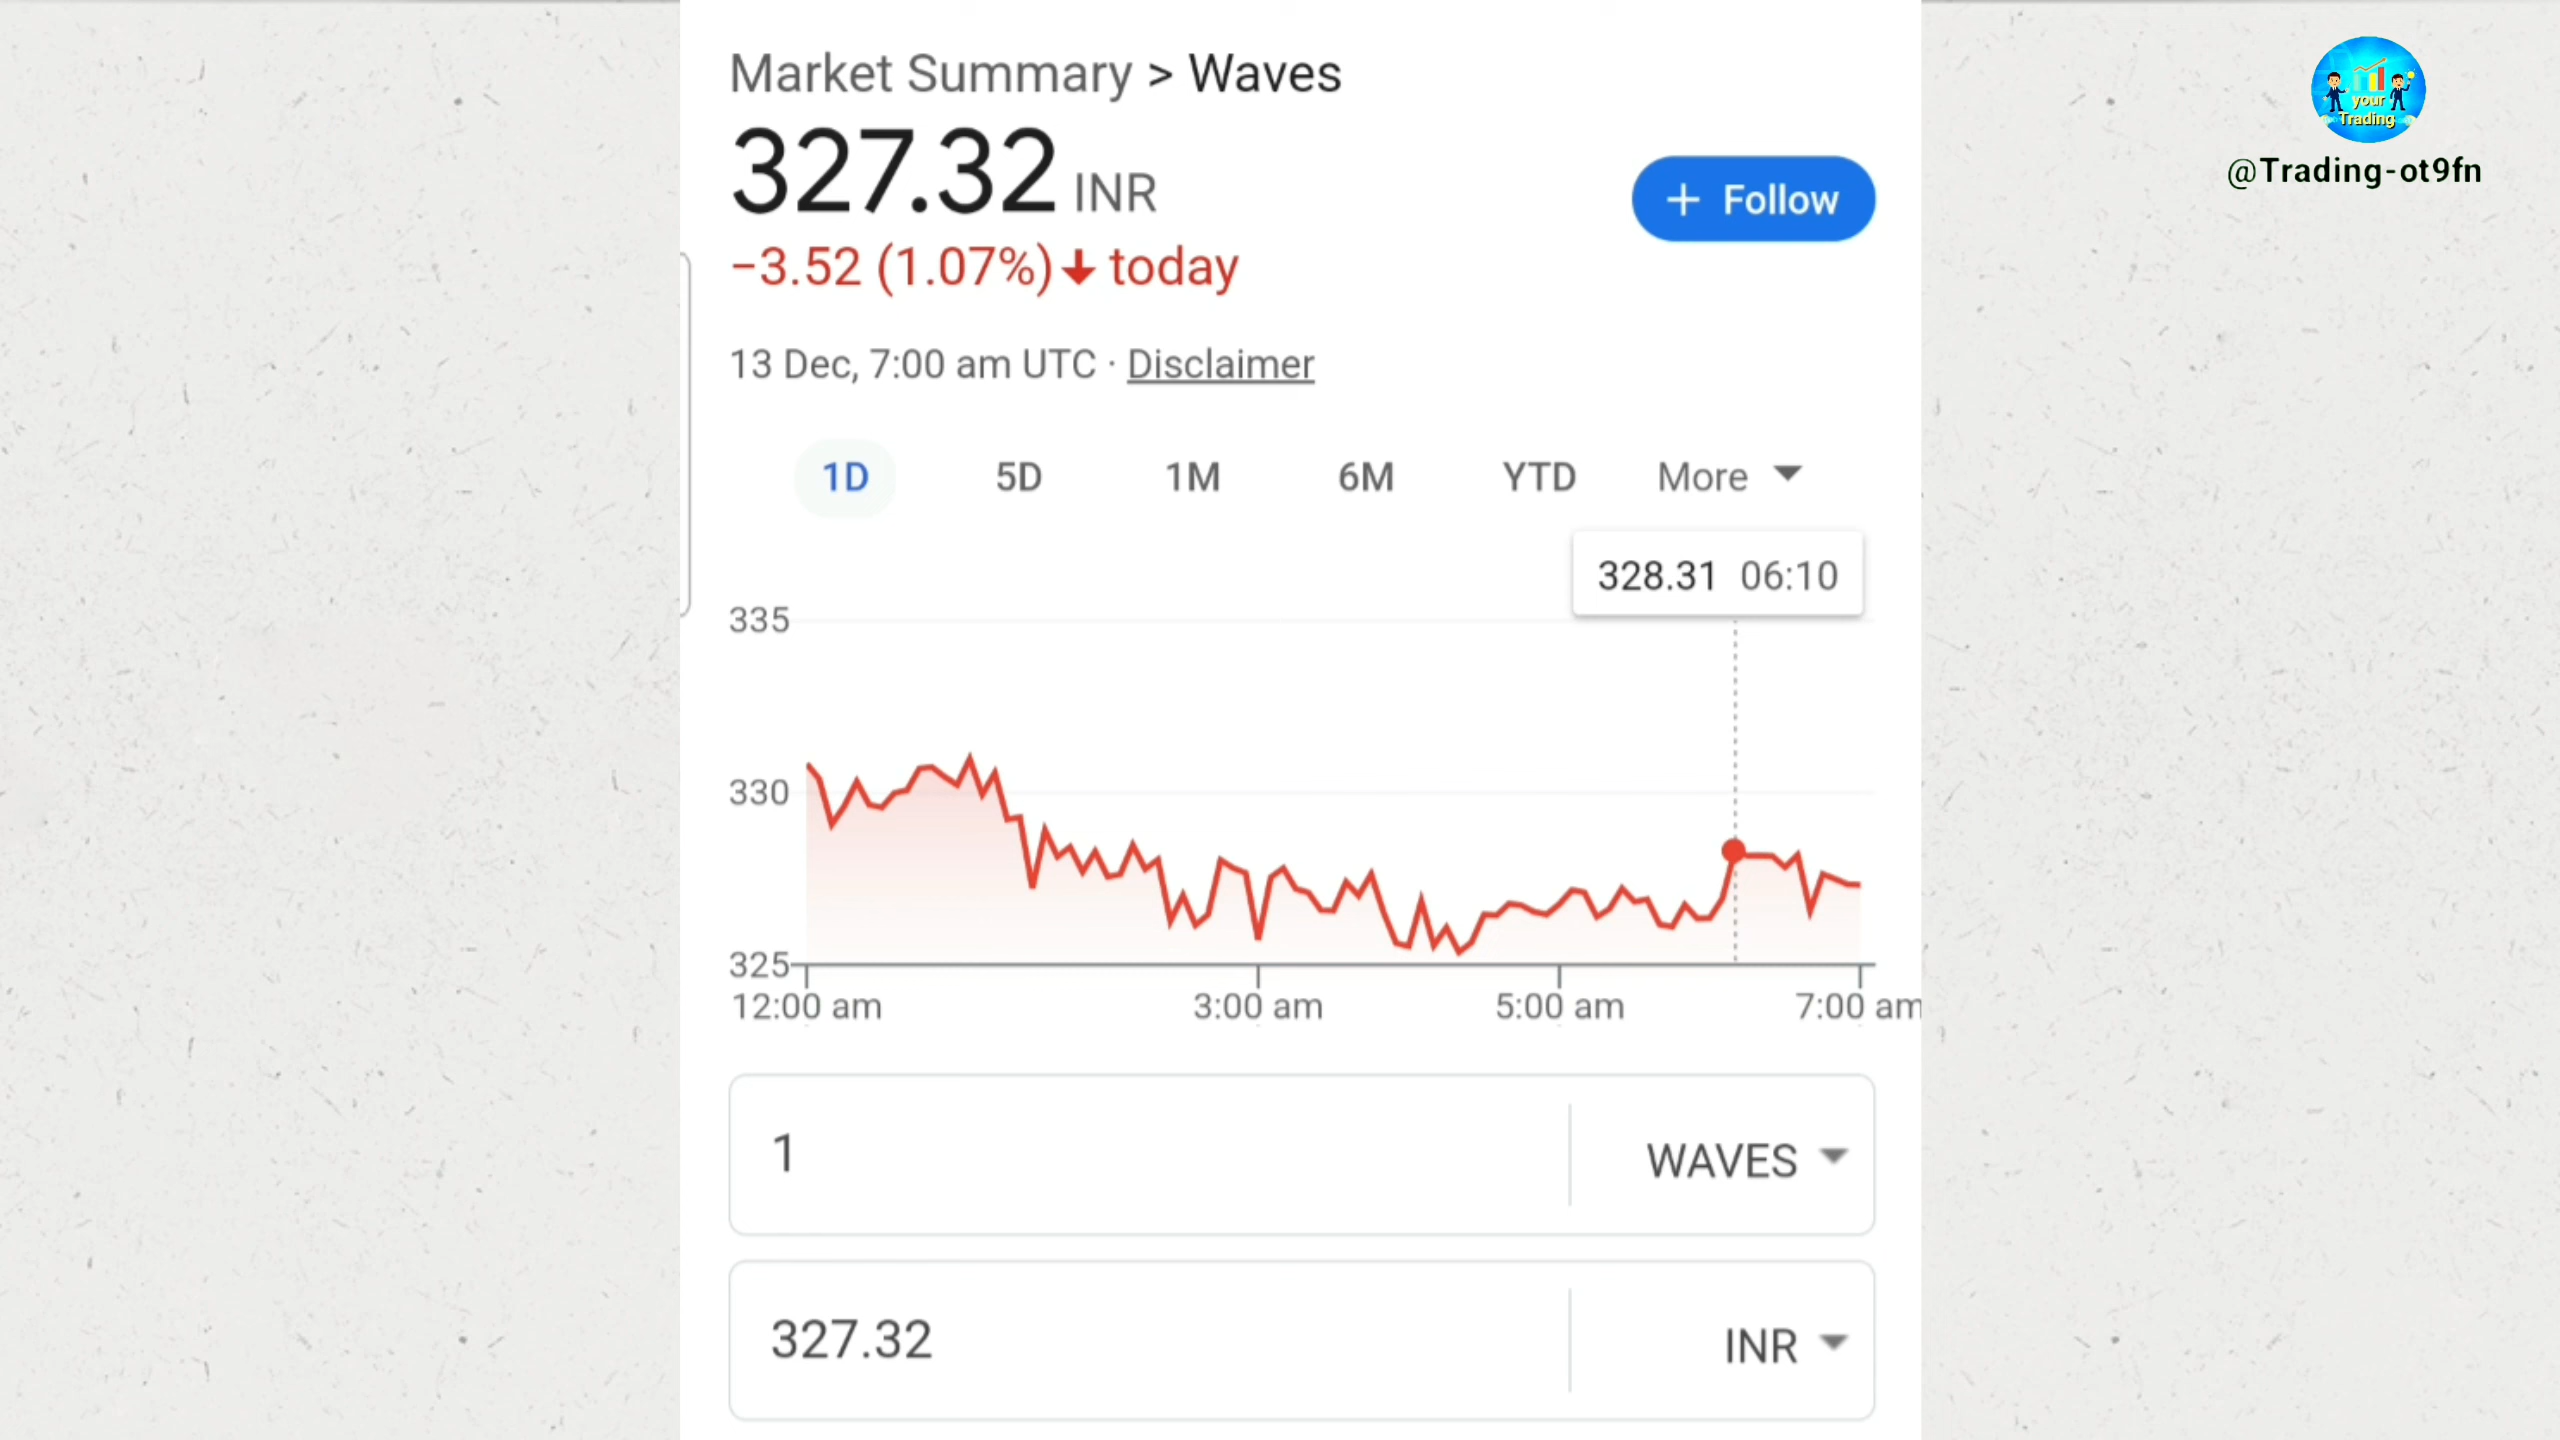 Market Summary > Waves
327.32 INR
+ Follow
−3.52 (1.07%) ↓ today
13 Dec, 7:00 am UTC · Disclaimer
1D 5D 1M 6M YTD More
328.31 06:10
335
330
325
12:00 am 3:00 am 5:00 am 7:00 am
1 WAVES
327.32 INR
your
Trading
@Trading-ot9fn